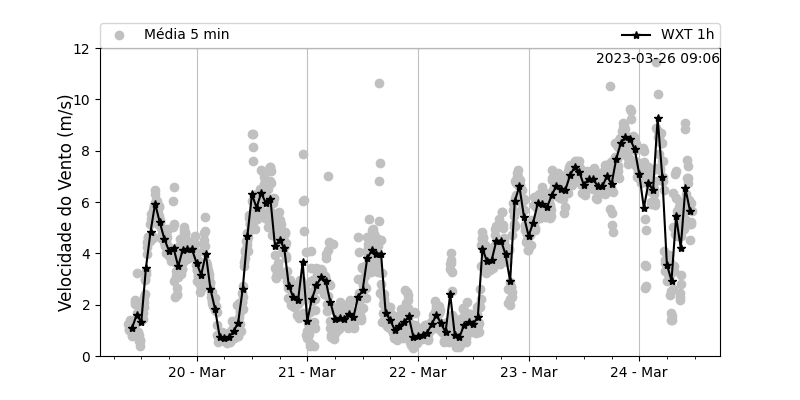 Média 5 min
WXT 1h
2023-03-26 09:06
Velocidade do Vento (m/s)
12
10
8
6
4
2
0
20 - Mar
21 - Mar
22 - Mar
23 - Mar
24 - Mar